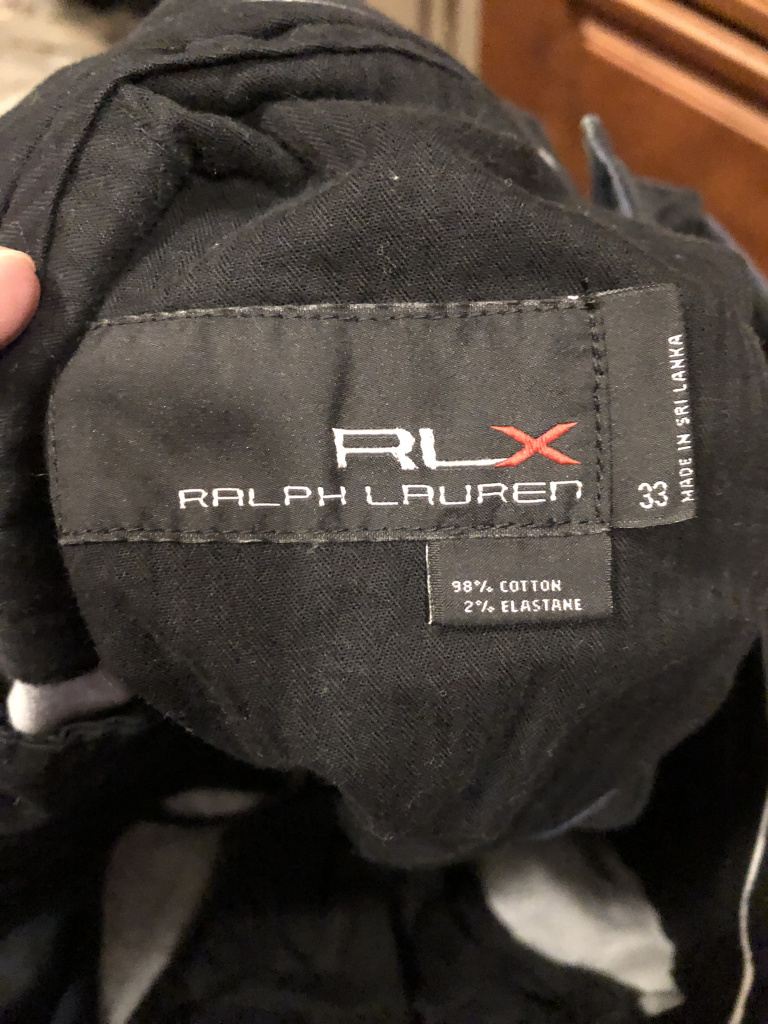 RLX
RALPH LAUREN
33
MADE IN SRI LANKA
98% COTTON
2% ELASTANE